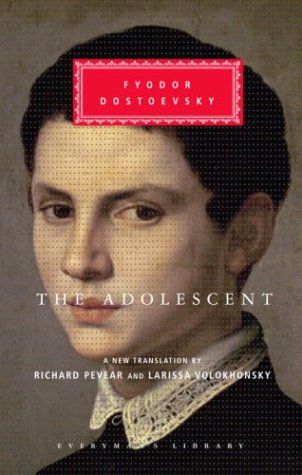 FYODOR
DOSTOEVSKY
THE ADOLESCENT
A NEW TRANSLATION BY
RICHARD PEVEAR AND LARISSA VOLOKHONSKY
EVERYMAN'S LIBRARY